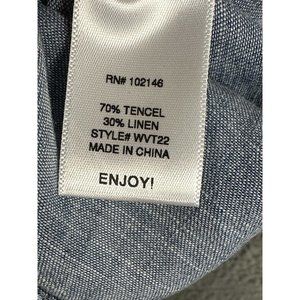 RN# 102146
70% TENCEL
30% LINEN
STYLE# WVT22
MADE IN CHINA
ENJOY!